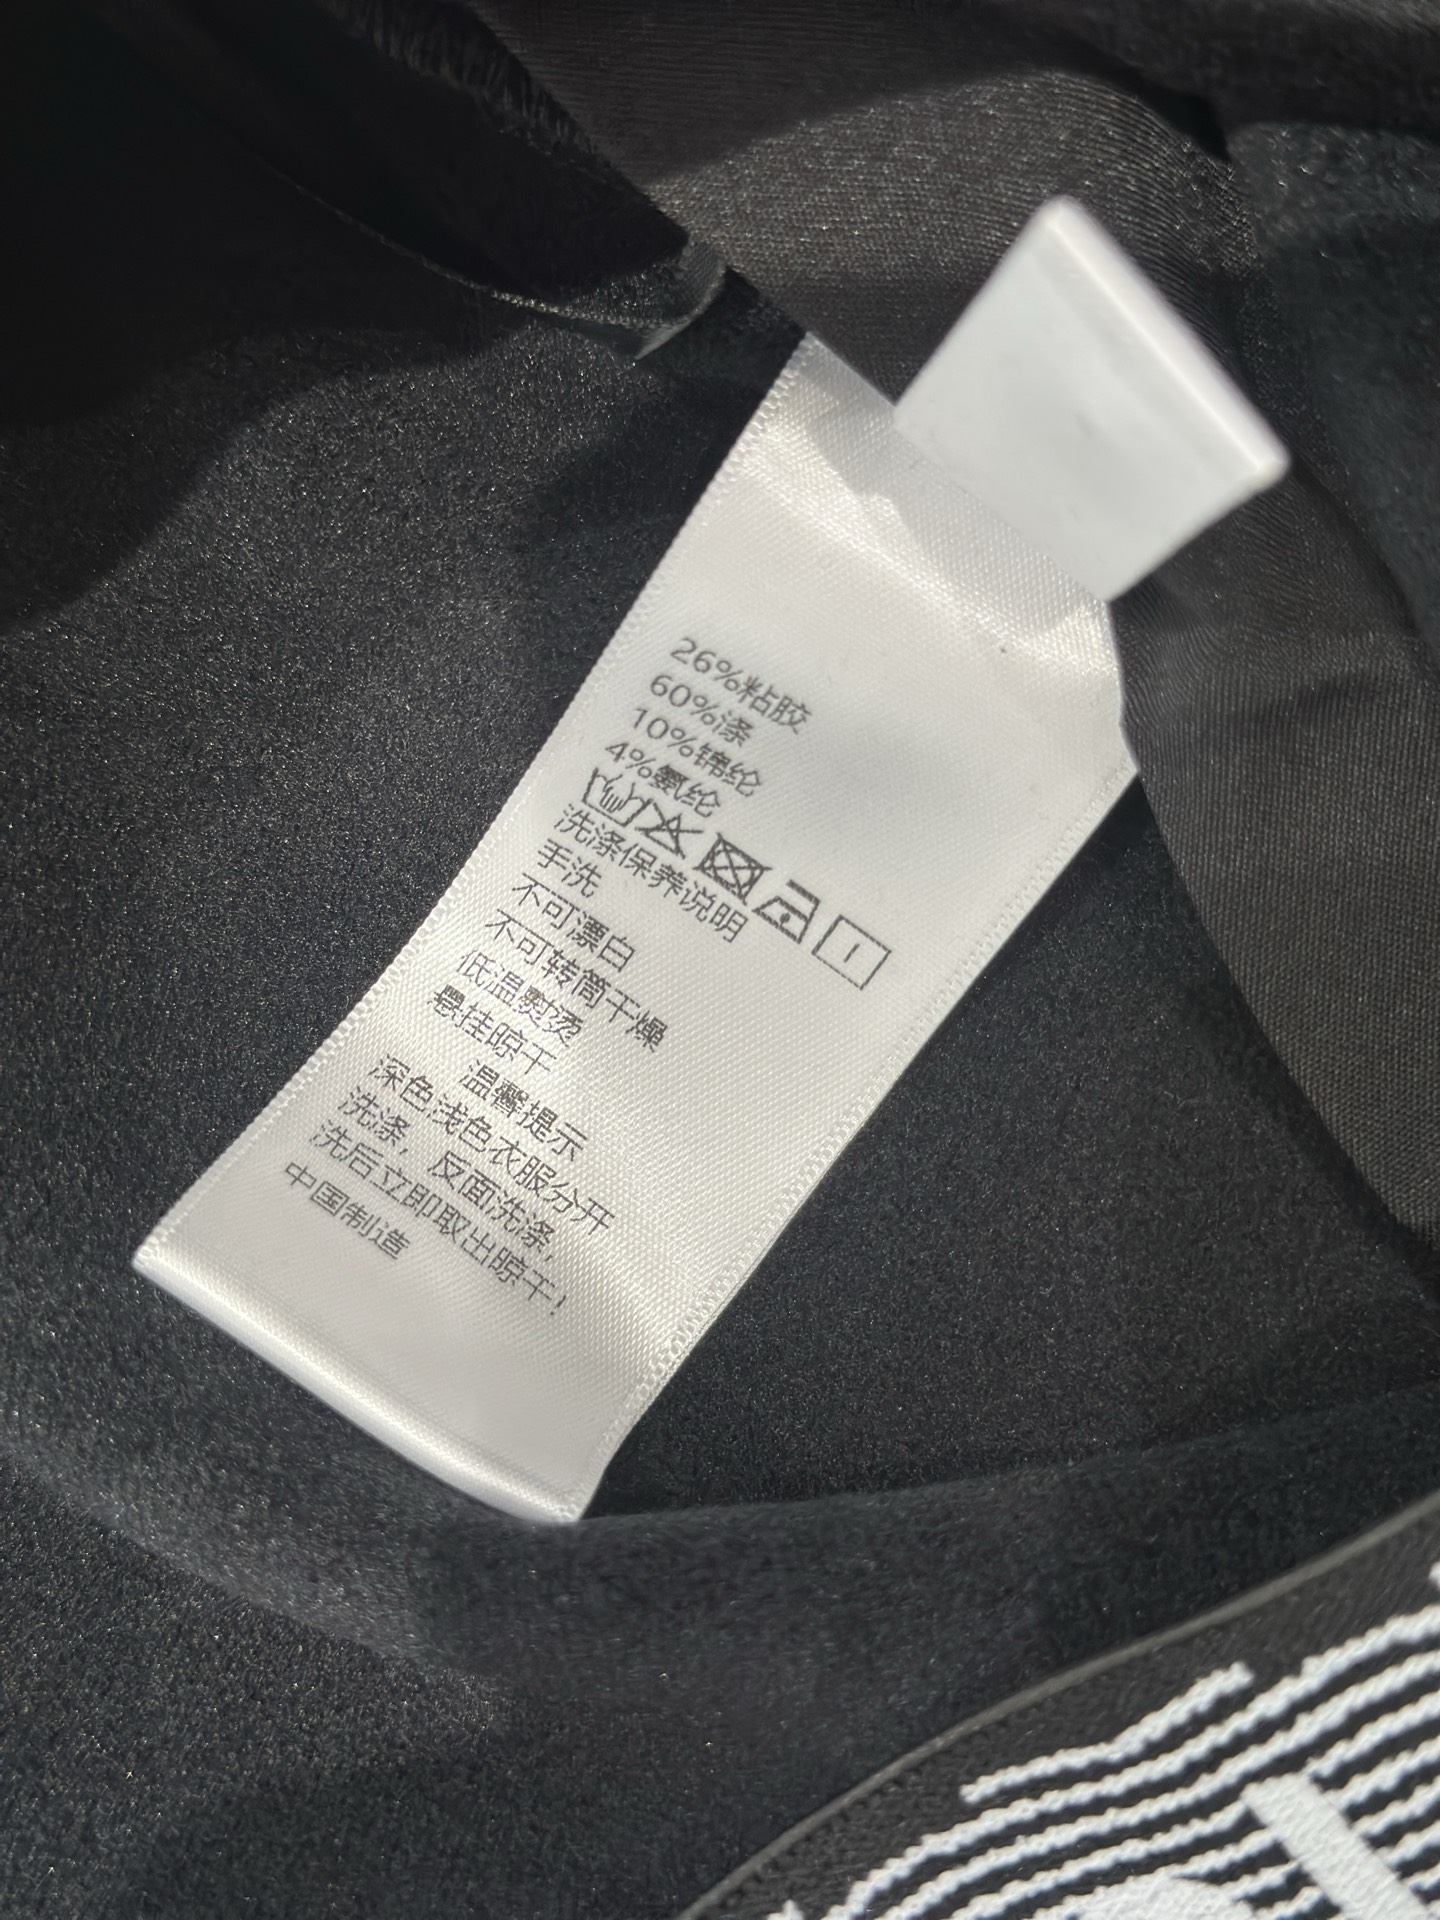 26%粘胶
60%涤
10%锦纶
4%氨纶
洗涤保养说明
手洗
不可漂白
不可转筒干燥
低温熨烫
悬挂晾干
温馨提示
深色,浅色衣服分开
洗涤，反面洗涤,
洗后立即取出晾干!
中国制造